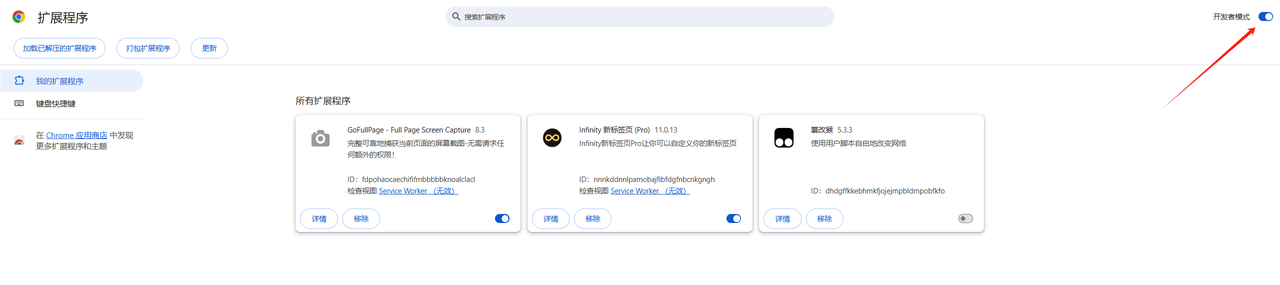 扩展程序
搜索扩展程序
开发者模式
加载已解压的扩展程序
打包扩展程序
更新
我的扩展程序
键盘快捷键
在 Chrome 应用商店 中发现
更多扩展程序和主题
所有扩展程序
GoFullPage - Full Page Screen Capture 8.3
完整可靠地捕获当前页面的屏幕截图-无需请求任
何额外的权限!
ID：fdpohaocaechififmbbbbbknoalclacl
检查视图 Service Worker （无效）
详情
移除
Infinity 新标签页 (Pro) 11.0.13
Infinity新标签页Pro让你可以自定义你的新标签页
ID：nnnkddnnlpamobajfibfdgfnbcnkgngh
检查视图 Service Worker （无效）
详情
移除
篡改猴 5.3.3
使用用户脚本自由地改变网络
ID：dhdgffkkebhmkfjojejmpbldmpobfkfo
详情
移除